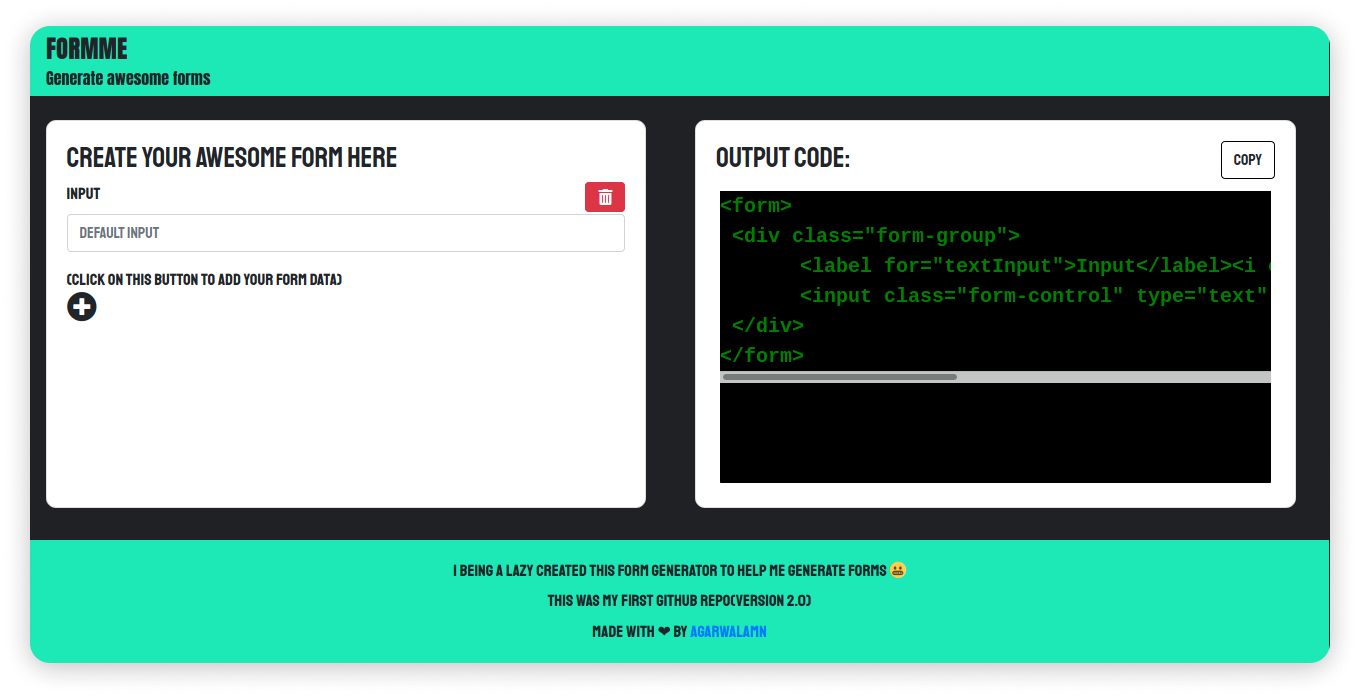 FORMME
Generate awesome forms
CREATE YOUR AWESOME FORM HERE
INPUT
DEFAULT INPUT
(CLICK ON THIS BUTTON TO ADD YOUR FORM DATA)
OUTPUT CODE:
COPY
<form>
<div class="form-group">
<label for="textInput">Input</label><i
<input class="form-control" type="text"
</div>
</form>
I BEING A LAZY CREATED THIS FORM GENERATOR TO HELP ME GENERATE FORMS 😬
THIS WAS MY FIRST GITHUB REPO(VERSION 2.0)
MADE WITH ❤ BY AGARWALAMN